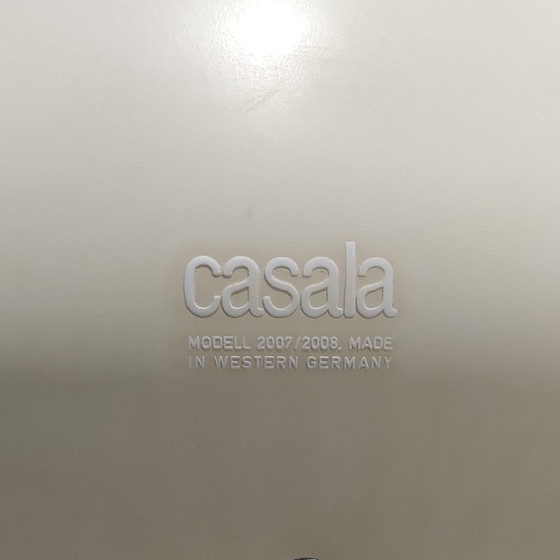 casala
MODELL 2007/2008, MADE
IN WESTERN GERMANY